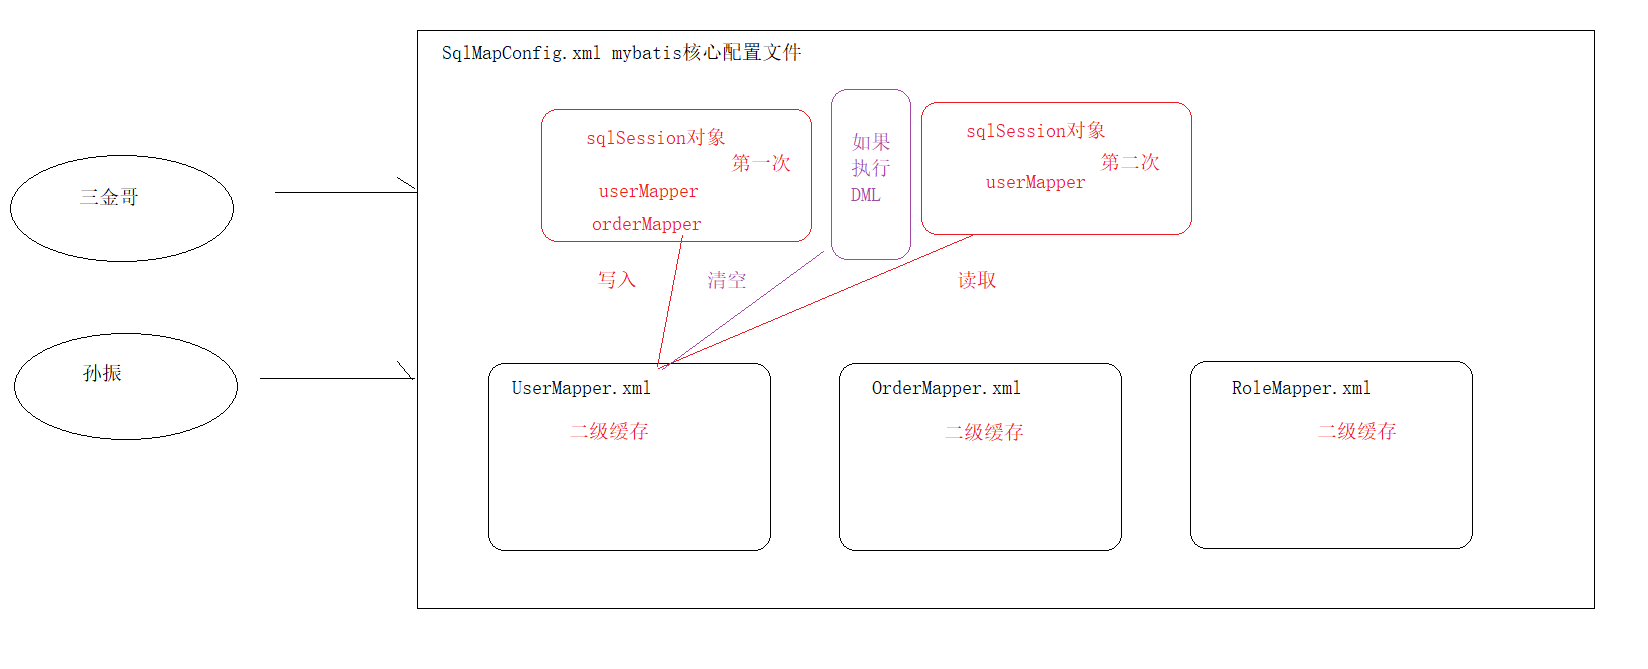 SqlMapConfig.xml mybatis核心配置文件
三金哥
孙振
sqlSession对象
第一次
userMapper
orderMapper
如果
执行
DML
sqlSession对象
第二次
userMapper
写入
清空
读取
UserMapper.xml
二级缓存
OrderMapper.xml
二级缓存
RoleMapper.xml
二级缓存